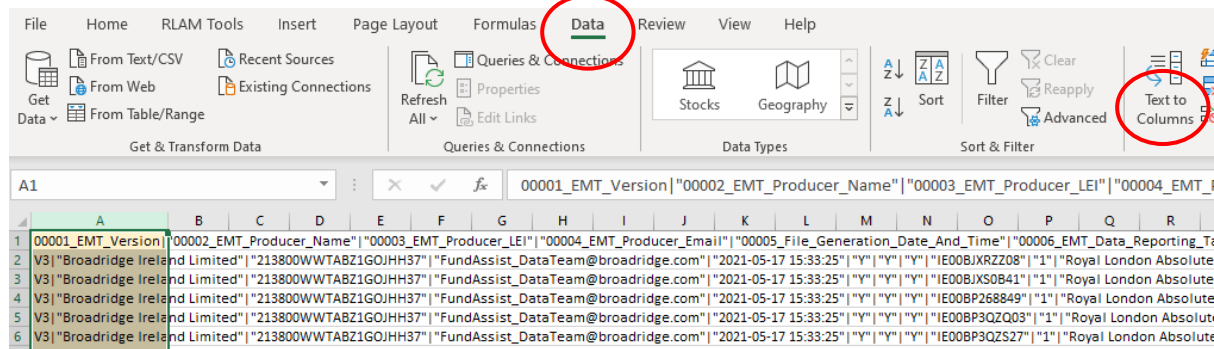 File Home RLAM Tools Insert Page Layout Formulas Data Review View Help
From Text/CSV Recent Sources Queries & Connections Clear
From Web Existing Connections Properties Reapply
Get Data From Table/Range Refresh All Edit Links Stocks Geography Sort Filter Advanced Text to Columns
Get & Transform Data Queries & Connections Data Types Sort & Filter
A1 fx 00001_EMT_Version|"00002_EMT_Producer_Name"|"00003_EMT_Producer_LEI"|"00004_EMT_
A B C D E F G H I J K L M N O P Q R
1 00001_EMT_Version|"00002_EMT_Producer_Name"|"00003_EMT_Producer_LEI"|"00004_EMT_Producer_Email"|"00005_File_Generation_Date_And_Time"|"00006_EMT_Data_Reporting_Ta
2 V3|"Broadridge Ireland Limited"|"213800WWTABZ1GOJHH37"|"FundAssist_DataTeam@broadridge.com"|"2021-05-17 15:33:25"|"Y"|"Y"|"Y"|"IE00BJXRZZ08"|"1"|"Royal London Absolute
3 V3|"Broadridge Ireland Limited"|"213800WWTABZ1GOJHH37"|"FundAssist_DataTeam@broadridge.com"|"2021-05-17 15:33:25"|"Y"|"Y"|"Y"|"IE00BJXS0B41"|"1"|"Royal London Absolute
4 V3|"Broadridge Ireland Limited"|"213800WWTABZ1GOJHH37"|"FundAssist_DataTeam@broadridge.com"|"2021-05-17 15:33:25"|"Y"|"Y"|"Y"|"IE00BP268849"|"1"|"Royal London Absolute
5 V3|"Broadridge Ireland Limited"|"213800WWTABZ1GOJHH37"|"FundAssist_DataTeam@broadridge.com"|"2021-05-17 15:33:25"|"Y"|"Y"|"Y"|"IE00BP3QZQ03"|"1"|"Royal London Absolute
6 V3|"Broadridge Ireland Limited"|"213800WWTABZ1GOJHH37"|"FundAssist_DataTeam@broadridge.com"|"2021-05-17 15:33:25"|"Y"|"Y"|"Y"|"IE00BP3QZS27"|"1"|"Royal London Absolute